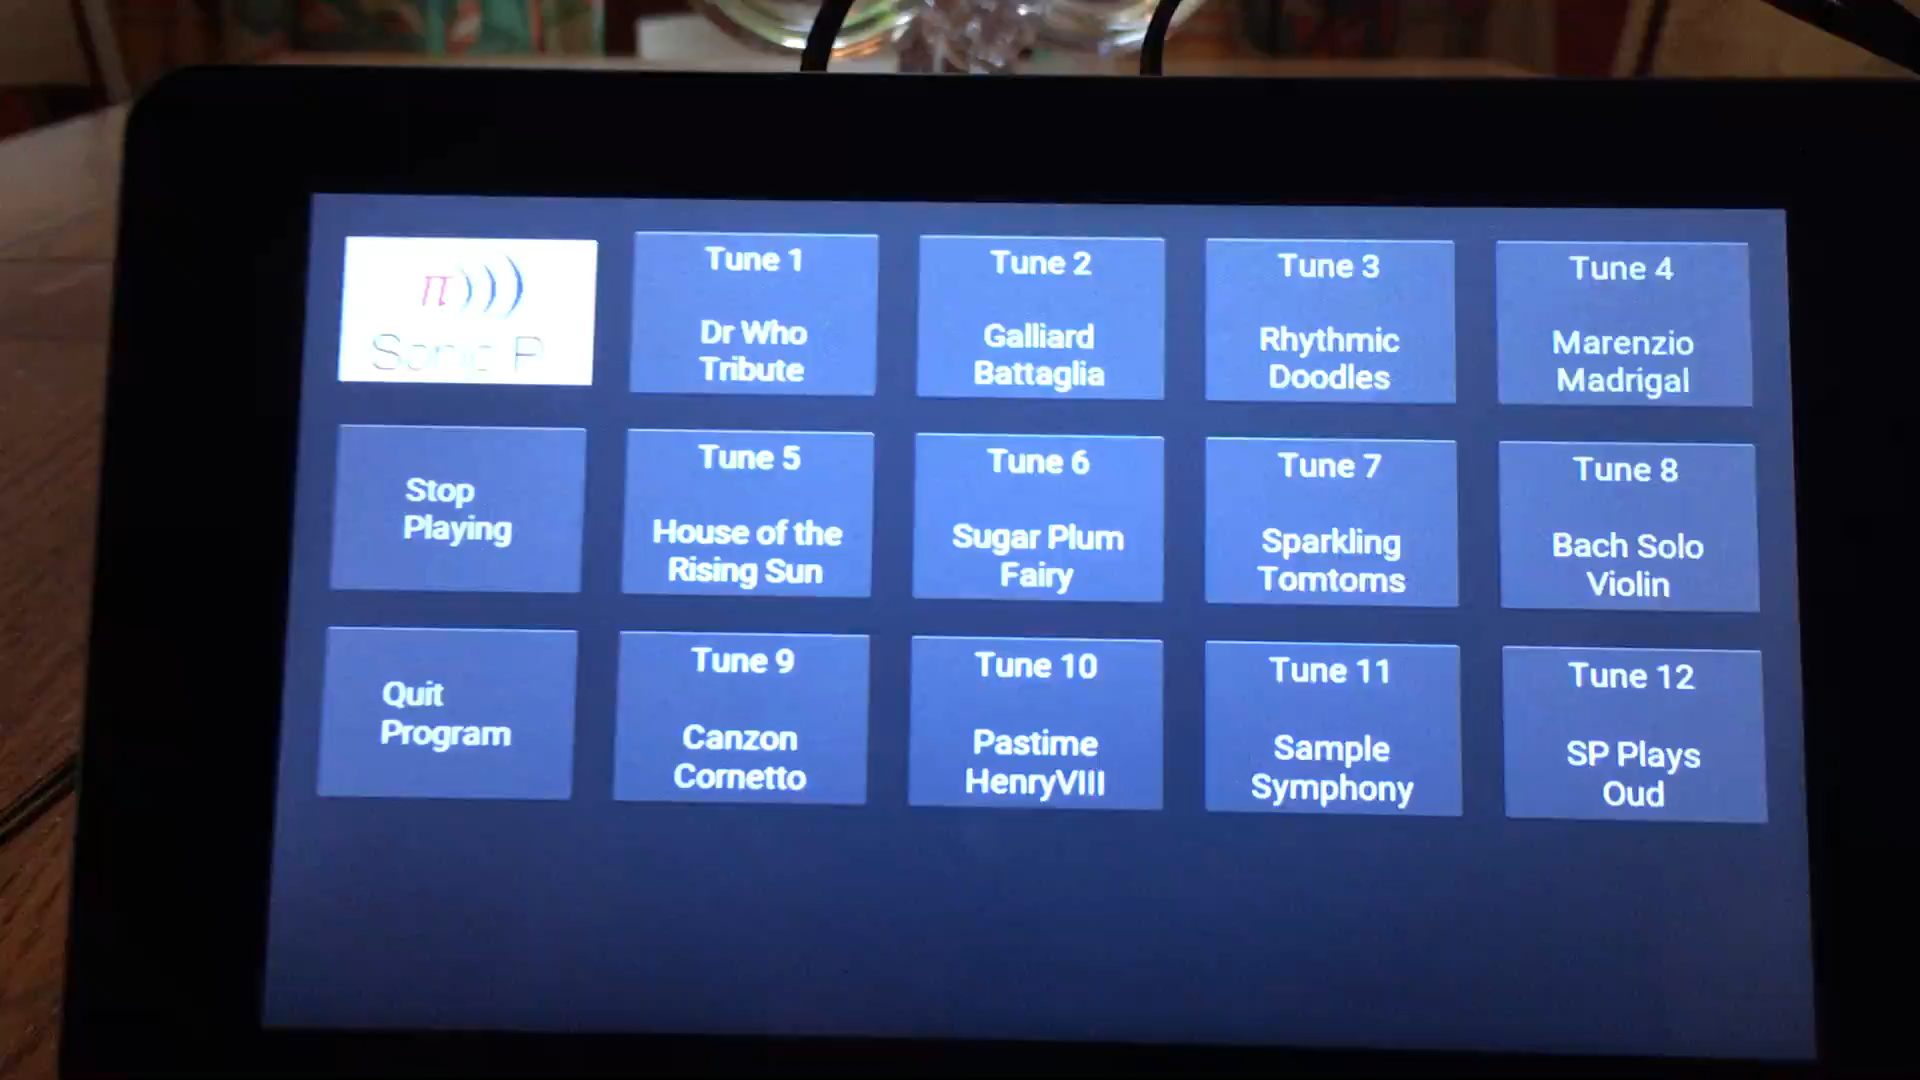 π)))
Sonic P
Tune 1
Dr Who
Tribute
Tune 2
Galliard
Battaglia
Tune 3
Rhythmic
Doodles
Tune 4
Marenzio
Madrigal
Stop
Playing
Tune 5
House of the
Rising Sun
Tune 6
Sugar Plum
Fairy
Tune 7
Sparkling
Tomtoms
Tune 8
Bach Solo
Violin
Quit
Program
Tune 9
Canzon
Cornetto
Tune 10
Pastime
HenryVIII
Tune 11
Sample
Symphony
Tune 12
SP Plays
Oud